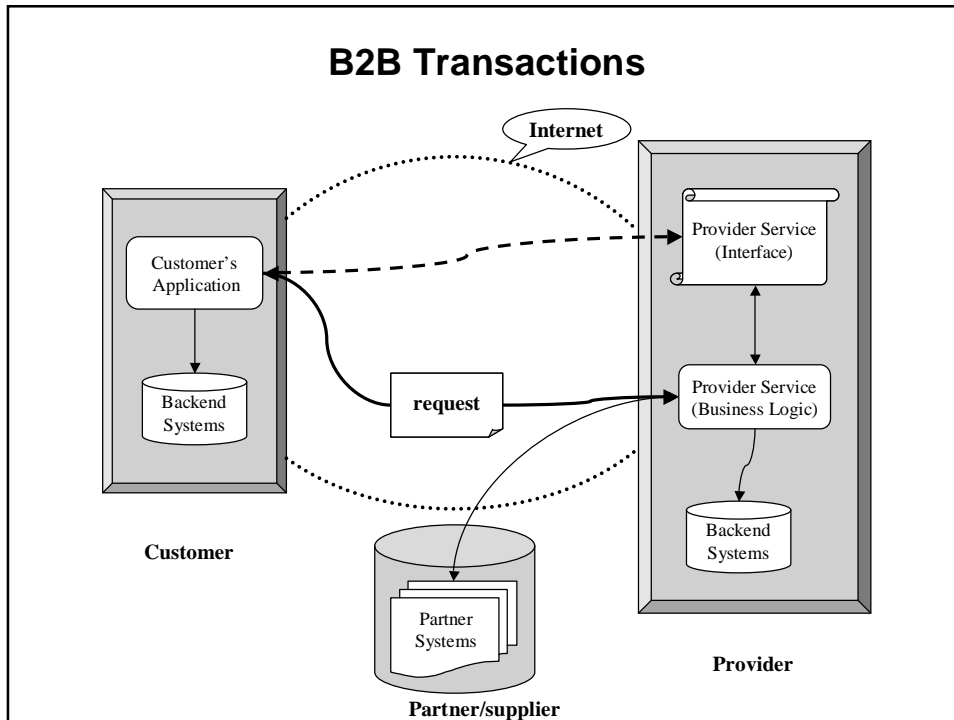 B2B Transactions
Internet
Provider Service
(Interface)
Customer’s
Application
Backend
Systems
request
Provider Service
(Business Logic)
Backend
Systems
Customer
Partner
Systems
Provider
Partner/supplier